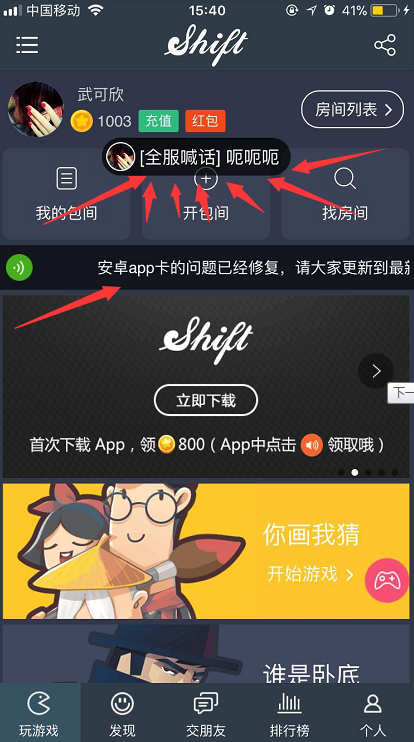 中国移动
15:40
41%
Shift
武可欣
1003
充值
红包
房间列表
[全服喊话] 呃呃呃
我的包间
开包间
找房间
安卓app卡的问题已经修复，请大家更新到最新
Shift
立即下载
首次下载 App，领 800（App中点击 领取哦）
下一
你画我猜
开始游戏
谁是卧底
玩游戏
发现
交朋友
排行榜
个人